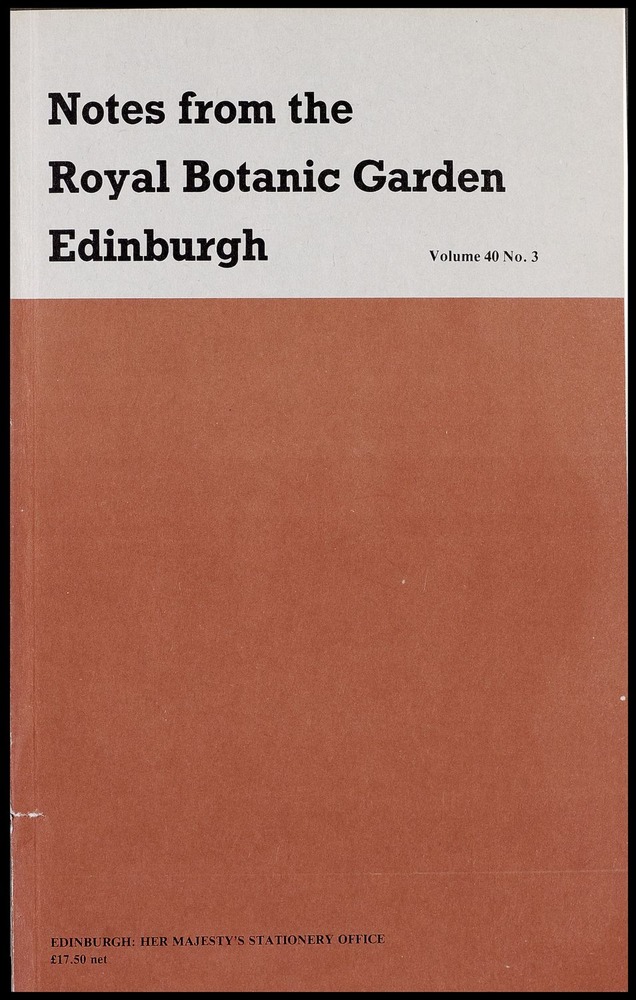 Notes from the
Royal Botanic Garden
Edinburgh
Volume 40 No. 3
EDINBURGH: HER MAJESTY'S STATIONERY OFFICE
£17.50 net